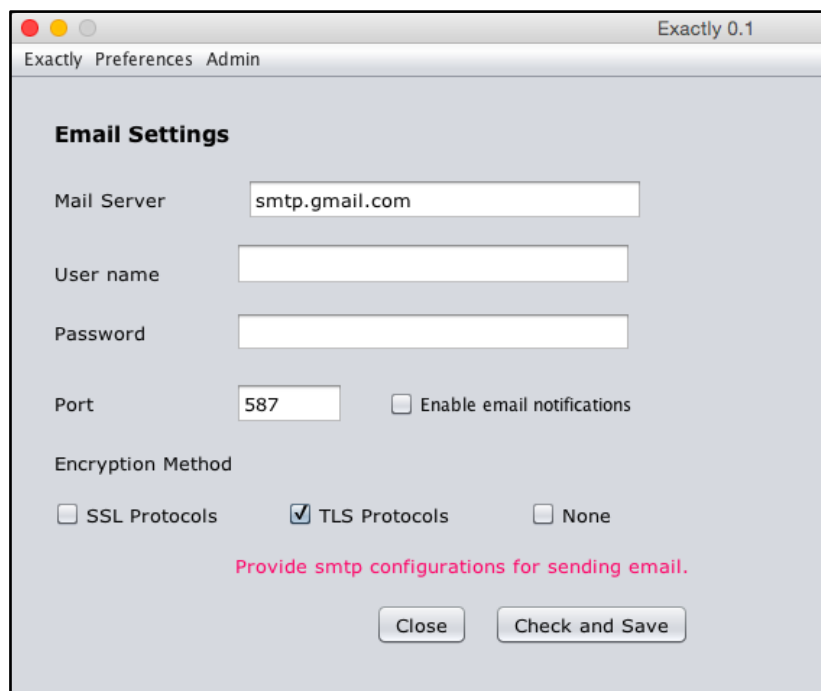 Exactly 0.1
Exactly Preferences Admin
Email Settings
Mail Server smtp.gmail.com
User name
Password
Port 587 Enable email notifications
Encryption Method
SSL Protocols TLS Protocols None
Provide smtp configurations for sending email.
Close Check and Save